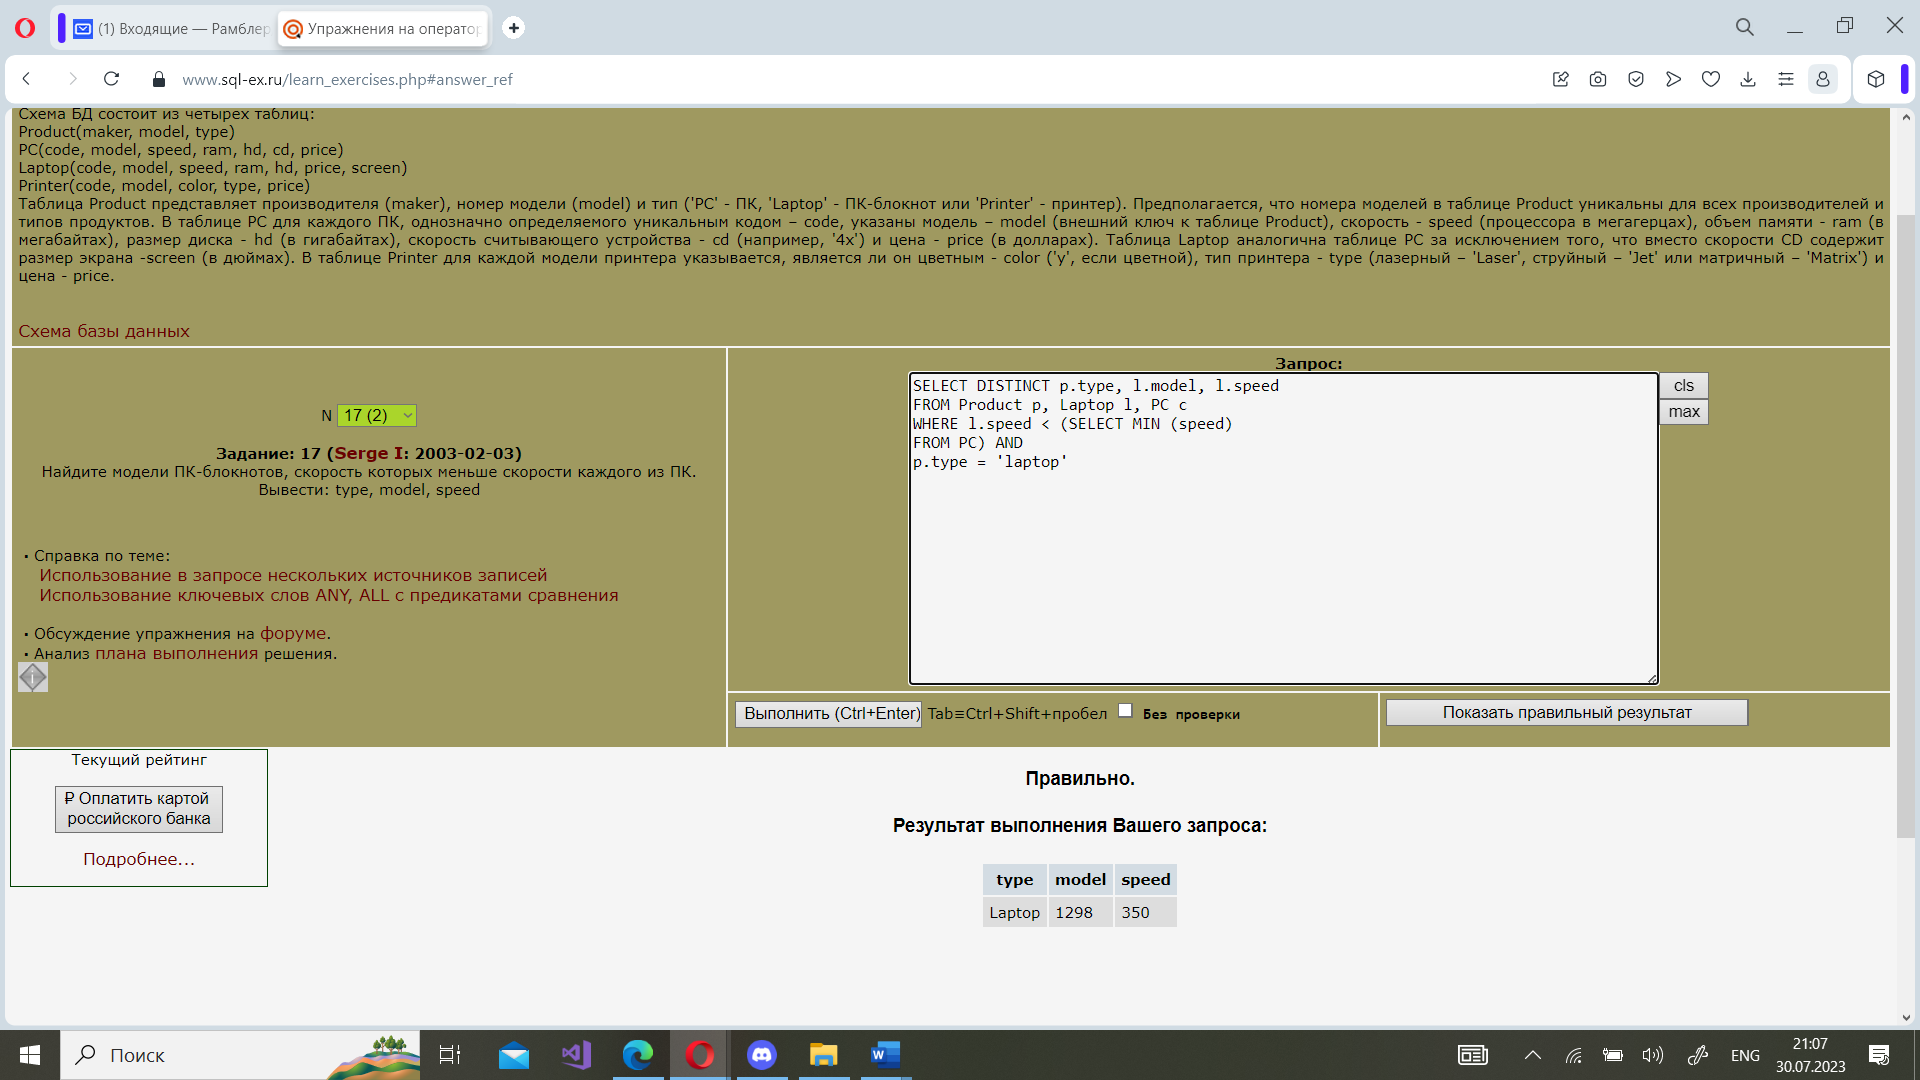 (1) Входящие — Рамблер
Упражнения на оператор
www.sql-ex.ru/learn_exercises.php#answer_ref
Схема БД состоит из четырех таблиц:
Product(maker, model, type)
PC(code, model, speed, ram, hd, cd, price)
Laptop(code, model, speed, ram, hd, price, screen)
Printer(code, model, color, type, price)
Таблица Product представляет производителя (maker), номер модели (model) и тип ('PC' - ПК, 'Laptop' - ПК-блокнот или 'Printer' - принтер). Предполагается, что номера моделей в таблице Product уникальны для всех производителей и
типов продуктов. В таблице PC для каждого ПК, однозначно определяемого уникальным кодом – code, указаны модель – model (внешний ключ к таблице Product), скорость - speed (процессора в мегагерцах), объем памяти - ram (в
мегабайтах), размер диска - hd (в гигабайтах), скорость считывающего устройства - cd (например, '4x') и цена - price (в долларах). Таблица Laptop аналогична таблице РС за исключением того, что вместо скорости CD содержит
размер экрана -screen (в дюймах). В таблице Printer для каждой модели принтера указывается, является ли он цветным - color ('y', если цветной), тип принтера - type (лазерный – 'Laser', струйный – 'Jet' или матричный – 'Matrix') и
цена - price.
Схема базы данных
N 17 (2)
Задание: 17 (Serge I: 2003-02-03)
Найдите модели ПК-блокнотов, скорость которых меньше скорости каждого из ПК.
Вывести: type, model, speed
· Справка по теме:
Использование в запросе нескольких источников записей
Использование ключевых слов ANY, ALL с предикатами сравнения
· Обсуждение упражнения на форуме.
· Анализ плана выполнения решения.
Запрос:
SELECT DISTINCT p.type, l.model, l.speed
FROM Product p, Laptop l, PC c
WHERE l.speed < (SELECT MIN (speed)
FROM PC) AND
p.type = 'laptop'
cls
max
Выполнить (Ctrl+Enter) Tab≡Ctrl+Shift+пробел Без проверки
Показать правильный результат
Текущий рейтинг
₽ Оплатить картой
российского банка
Подробнее...
Правильно.
Результат выполнения Вашего запроса:
type model speed
Laptop 1298 350
Поиск
ENG
21:07
30.07.2023